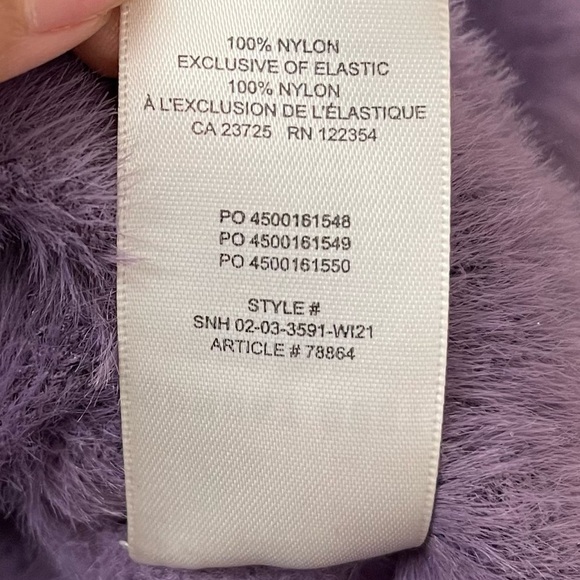 100% NYLON
EXCLUSIVE OF ELASTIC
100% NYLON
À L'EXCLUSION DE L'ÉLASTIQUE
CA 23725 RN 122354
PO 4500161548
PO 4500161549
PO 4500161550
STYLE #
SNH 02-03-3591-WI21
ARTICLE # 78864